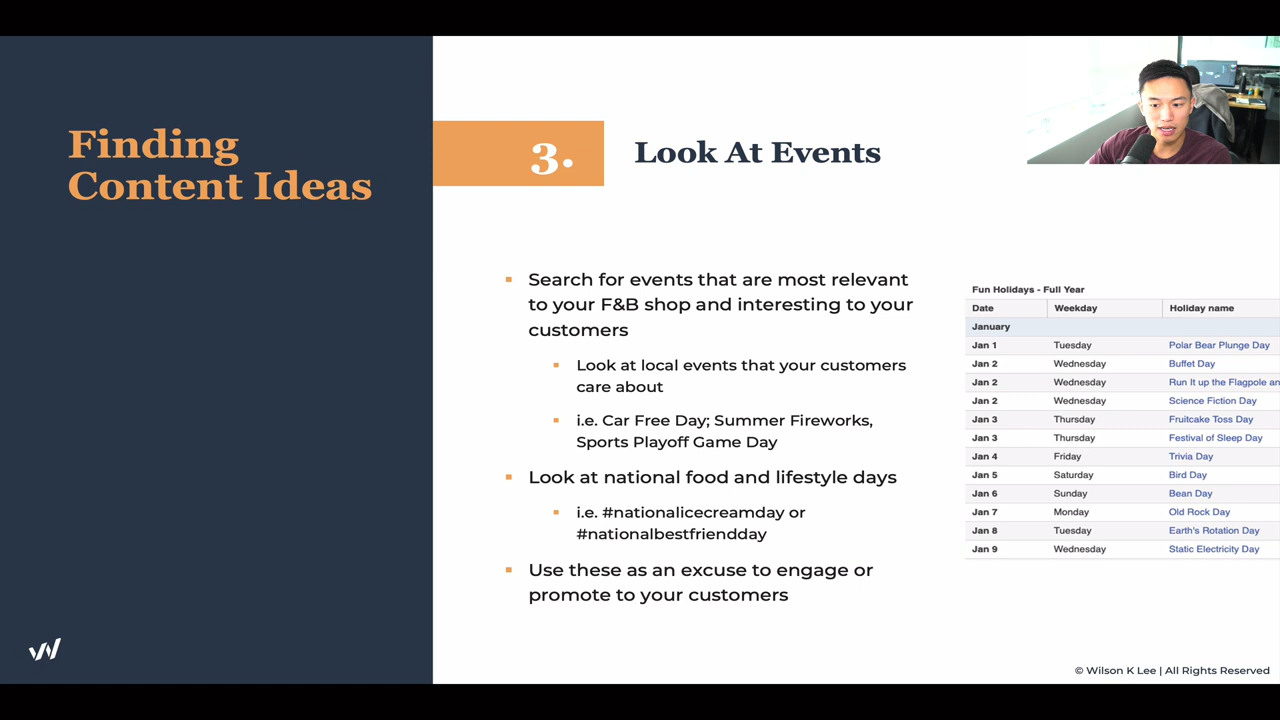 Finding
Content Ideas
3.
Look At Events
Search for events that are most relevant
to your F&B shop and interesting to your
customers
Look at local events that your customers
care about
i.e. Car Free Day; Summer Fireworks,
Sports Playoff Game Day
Look at national food and lifestyle days
i.e. #nationalicecreamday or
#nationalbestfriendday
Use these as an excuse to engage or
promote to your customers
Fun Holidays - Full Year
Date Weekday Holiday name
January
Jan 1 Tuesday Polar Bear Plunge Day
Jan 2 Wednesday Buffet Day
Jan 2 Wednesday Run It up the Flagpole an
Jan 2 Wednesday Science Fiction Day
Jan 3 Thursday Fruitcake Toss Day
Jan 3 Thursday Festival of Sleep Day
Jan 4 Friday Trivia Day
Jan 5 Saturday Bird Day
Jan 6 Sunday Bean Day
Jan 7 Monday Old Rock Day
Jan 8 Tuesday Earth's Rotation Day
Jan 9 Wednesday Static Electricity Day
© Wilson K Lee | All Rights Reserved